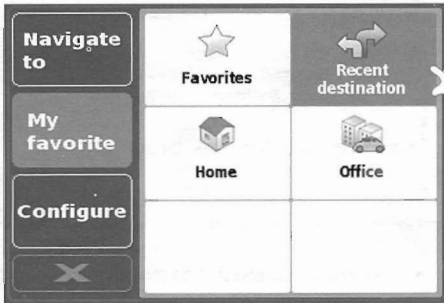 Navigate
to
My
favorite
Configure
Favorites
Recent
destination
Home
Office